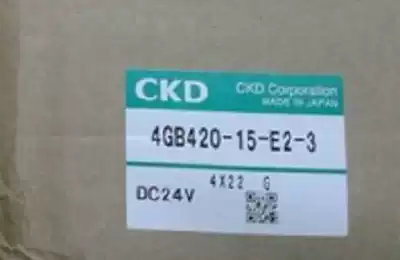 CKD
CKD Corporation
MADE IN JAPAN
4GB420-15-E2-3
4X22 G
DC24V